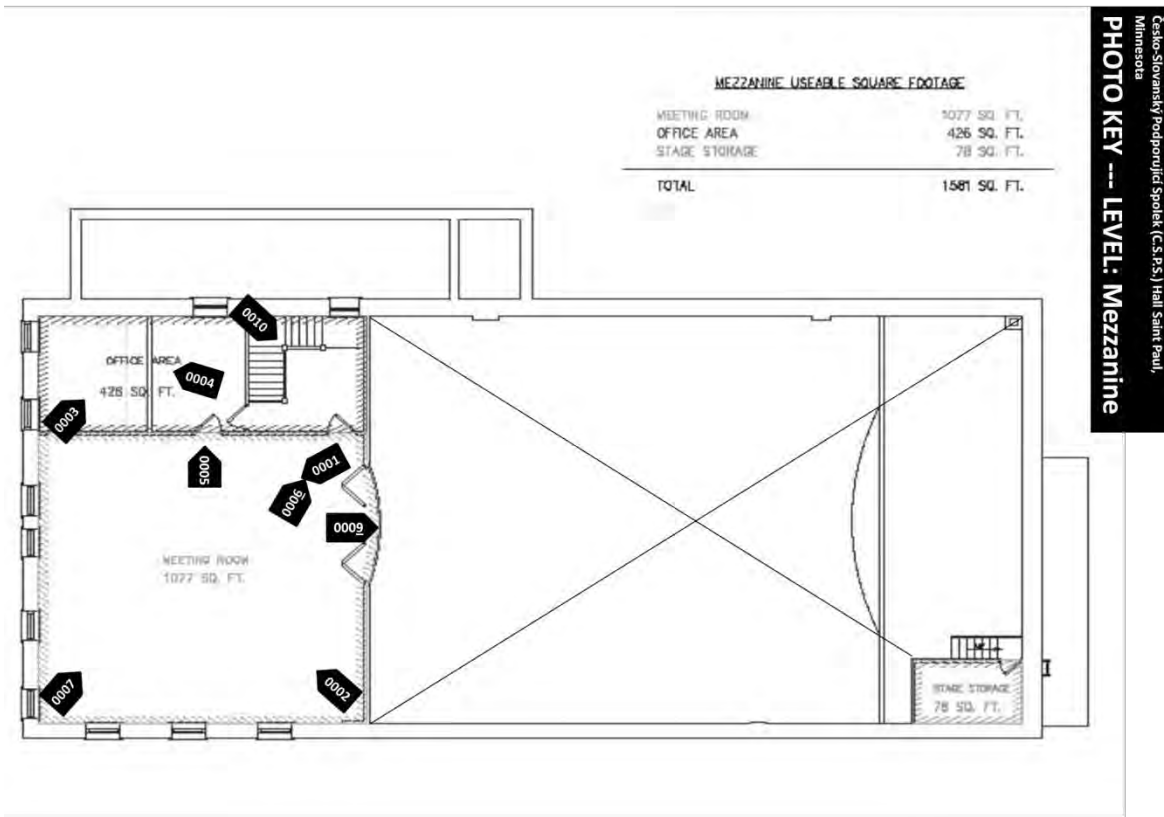 Česko-Slovanský Podporující Spolek (C.S.P.S.) Hall Saint Paul,
Minnesota
PHOTO KEY --- LEVEL: Mezzanine
MEZZANINE USEABLE SQUARE FOOTAGE
MEETING ROOM 1077 SQ. FT.
OFFICE AREA 426 SQ. FT.
STAGE STORAGE 78 SQ. FT.
TOTAL 1581 SQ. FT.
0010
OFFICE AREA
426 SQ. FT.
0004
0003
0005
0001
0006
0009
MEETING ROOM
1077 SQ. FT.
0007
0002
STAGE STORAGE
78 SQ. FT.